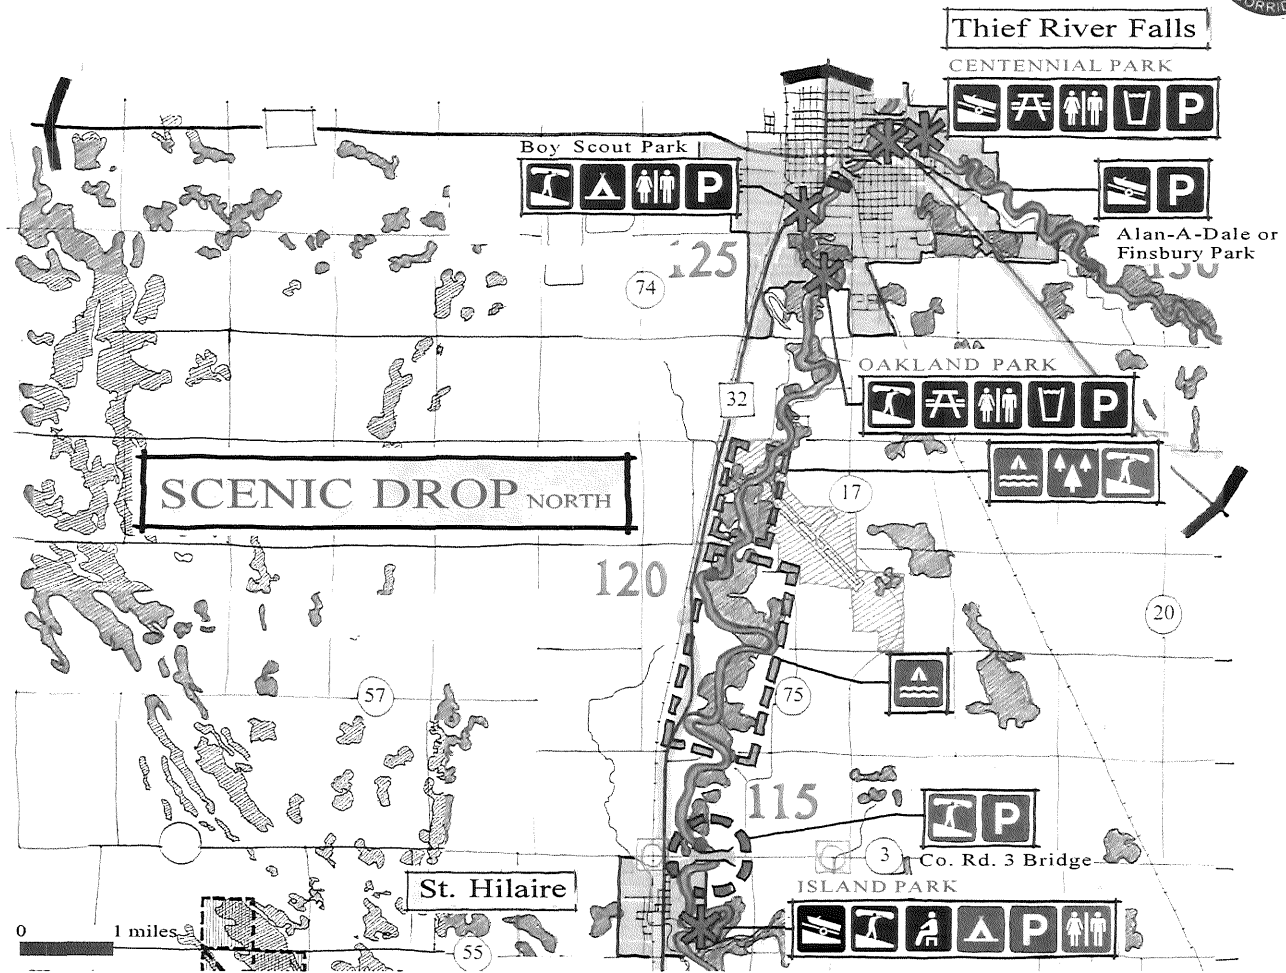 Thief River Falls
CENTENNIAL PARK
P
Boy Scout Park
P
P
Alan-A-Dale or
Finsbury Park
125
74
OAKLAND PARK
P
32
SCENIC DROP NORTH
17
120
20
57
75
115
P
3
Co. Rd. 3 Bridge
St. Hilaire
ISLAND PARK
P
0 1 miles
55